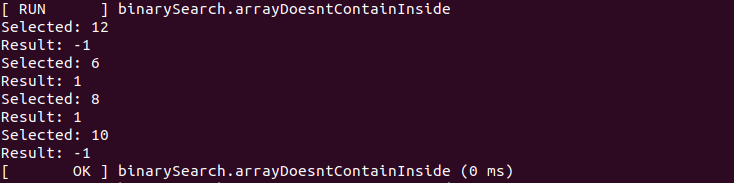 [ RUN      ] binarySearch.arrayDoesntContainInside
Selected: 12
Result: -1
Selected: 6
Result: 1
Selected: 8
Result: 1
Selected: 10
Result: -1
[       OK ] binarySearch.arrayDoesntContainInside (0 ms)